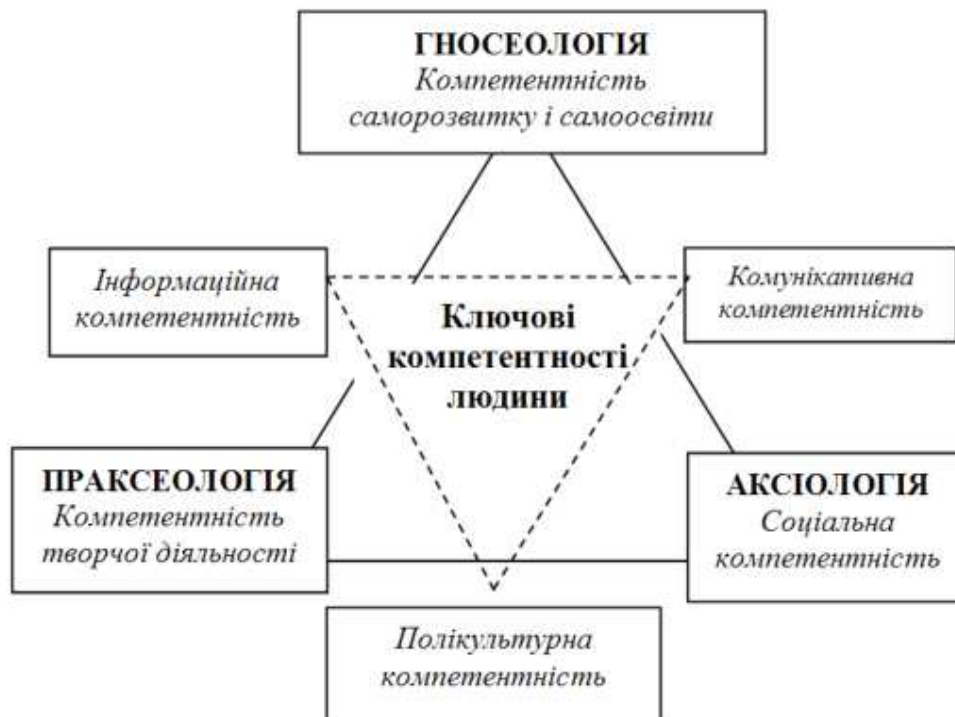 ГНОСЕОЛОГІЯ
Компетентність
саморозвитку і самоосвіти
Інформаційна
компетентність
Комунікативна
компетентність
Ключові
компетентності
людини
ПРАКСЕОЛОГІЯ
Компетентність
творчої діяльності
АКСІОЛОГІЯ
Соціальна
компетентність
Полікультурна
компетентність